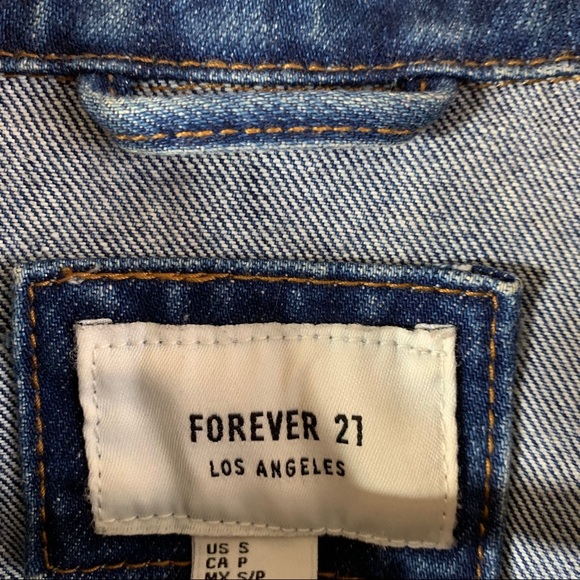 FOREVER 21
LOS ANGELES
US S
CA P
MX S/P